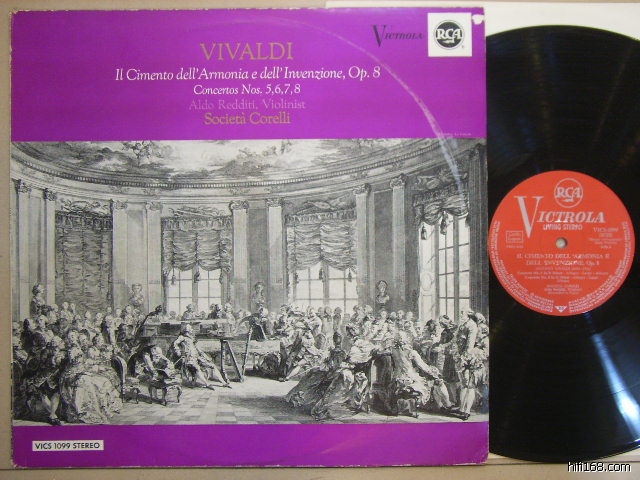 VICTROLA
RCA
VIVALDI
Il Cimento dell'Armonia e dell'Invenzione, Op. 8
Concertos Nos. 5,6,7,8
Aldo Redditi, Violinist
Società Corelli
VICS 1099 STEREO
RCA
VICTROLA
LIVING STEREO
IL CIMENTO DELL'ARMONIA E
DELL'INVENZIONE, Op. 8
hifi168.com